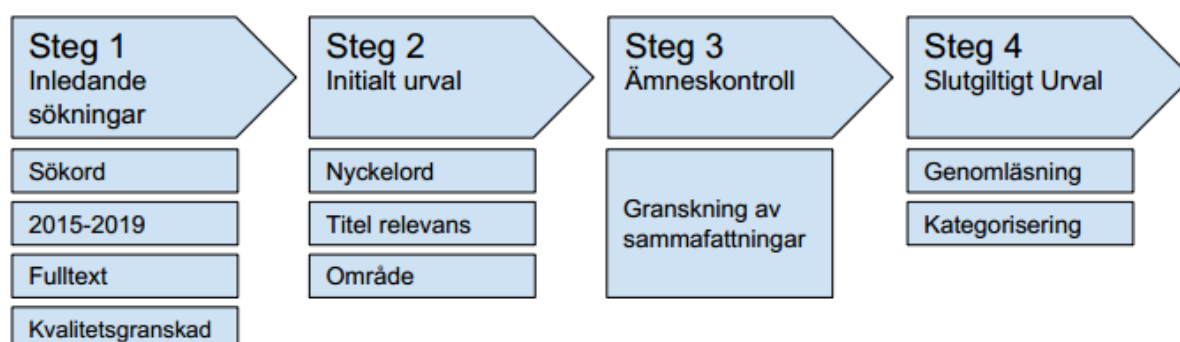 Steg 1
Inledande
sökningar
Sökord
2015-2019
Fulltext
Kvalitetsgranskad
Steg 2
Initialt urval
Nyckelord
Titel relevans
Område
Steg 3
Ämneskontroll
Granskning av
sammafattningar
Steg 4
Slutgiltigt Urval
Genomläsning
Kategorisering